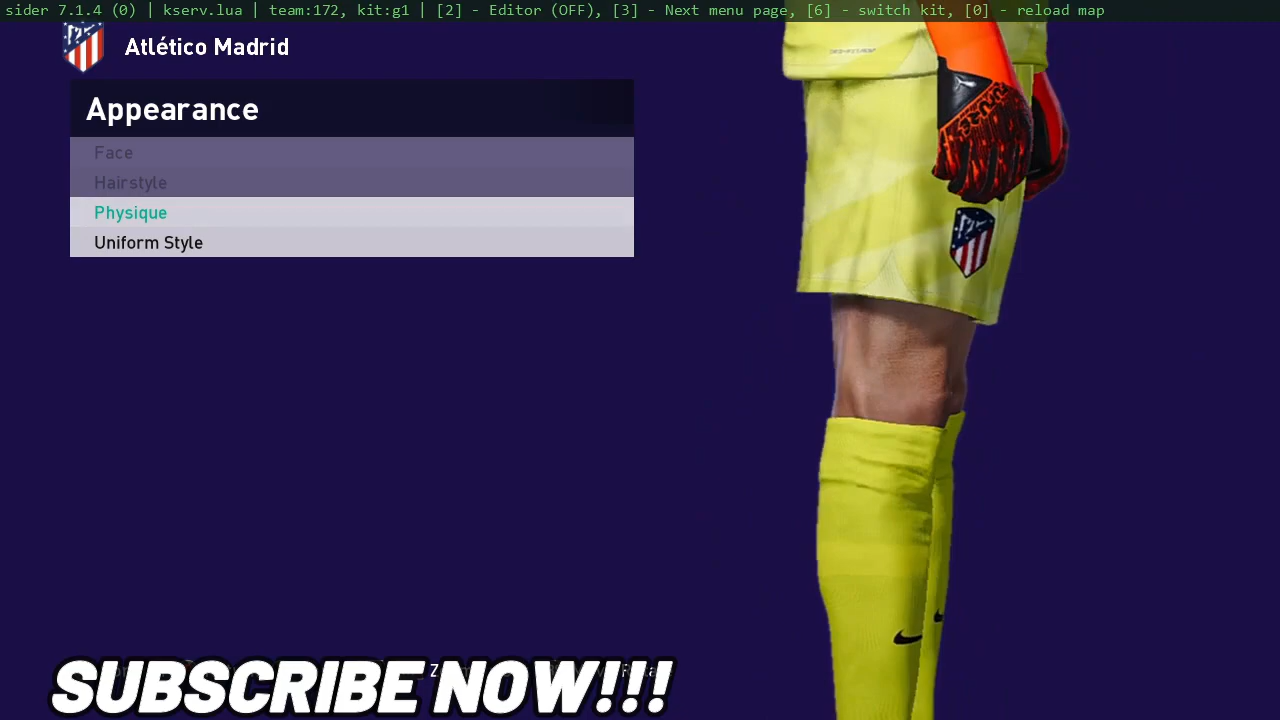 sider 7.1.4 (0) | kserv.lua | team:172, kit:g1 | [2] - Editor (OFF), [3] - Next menu page, [6] - switch kit, [0] - reload map
Atlético Madrid
Appearance
Face
Hairstyle
Physique
Uniform Style
SUBSCRIBE NOW!!!